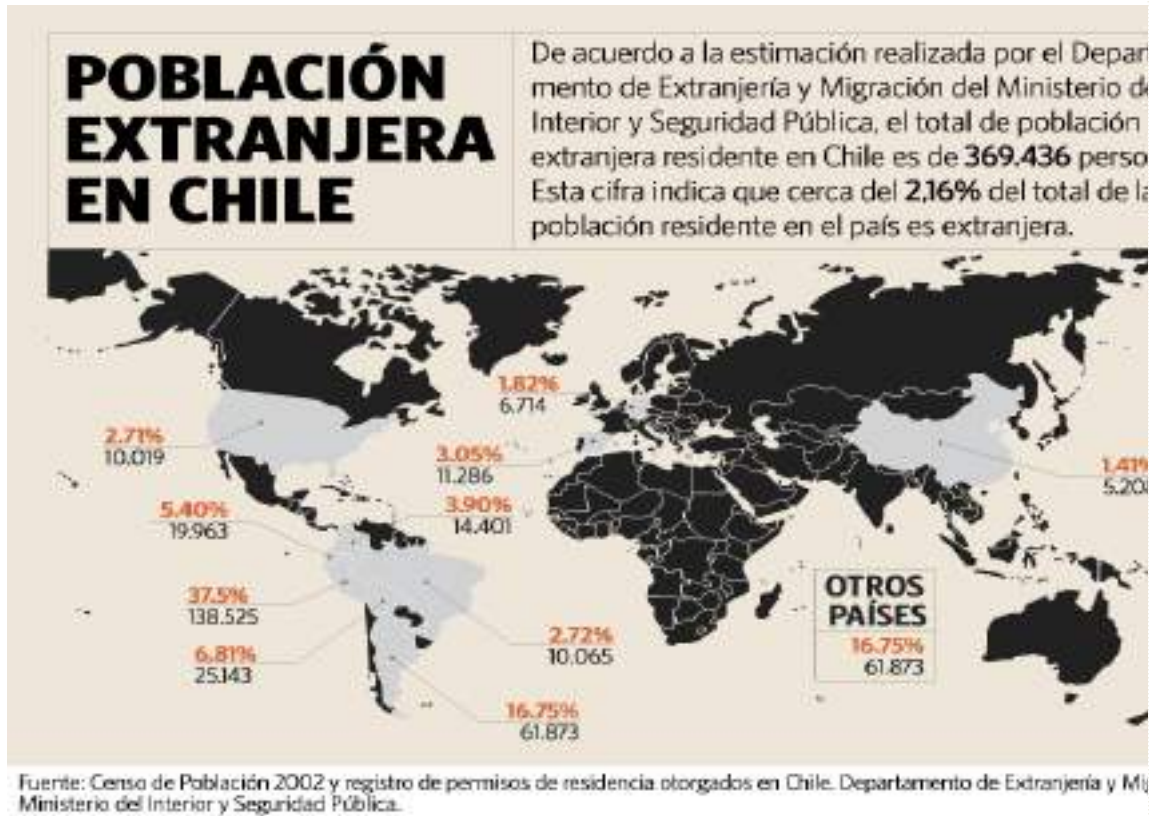 POBLACIÓN
EXTRANJERA
EN CHILE
De acuerdo a la estimación realizada por el Depar
mento de Extranjería y Migración del Ministerio de
Interior y Seguridad Pública, el total de población
extranjera residente en Chile es de 369.436 perso
Esta cifra indica que cerca del 2,16% del total de la
población residente en el país es extranjera.
1.82%
6.714
2.71%
10.019
3.05%
11.286
1.41%
5.20
5.40%
19.963
3.90%
14.401
37.5%
138.525
OTROS
PAÍSES
16.75%
61.873
6.81%
25.143
2.72%
10.065
16.75%
61.873
Fuente: Censo de Población 2002 y registro de permisos de residencia otorgados en Chile. Departamento de Extranjería y Mi
Ministerio del Interior y Seguridad Pública.